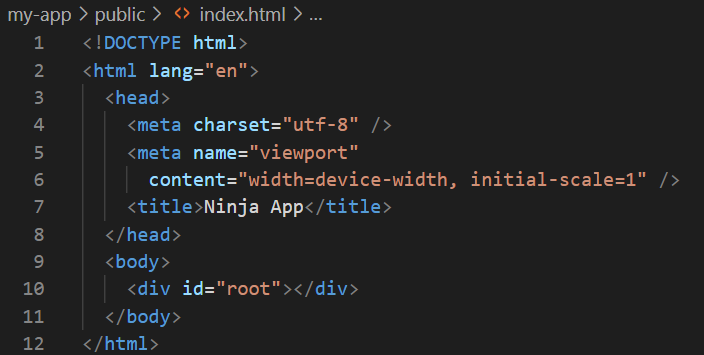 my-app > public > <> index.html > ...
1 <!DOCTYPE html>
2 <html lang="en">
3 <head>
4 <meta charset="utf-8" />
5 <meta name="viewport"
6 content="width=device-width, initial-scale=1" />
7 <title>Ninja App</title>
8 </head>
9 <body>
10 <div id="root"></div>
11 </body>
12 </html>